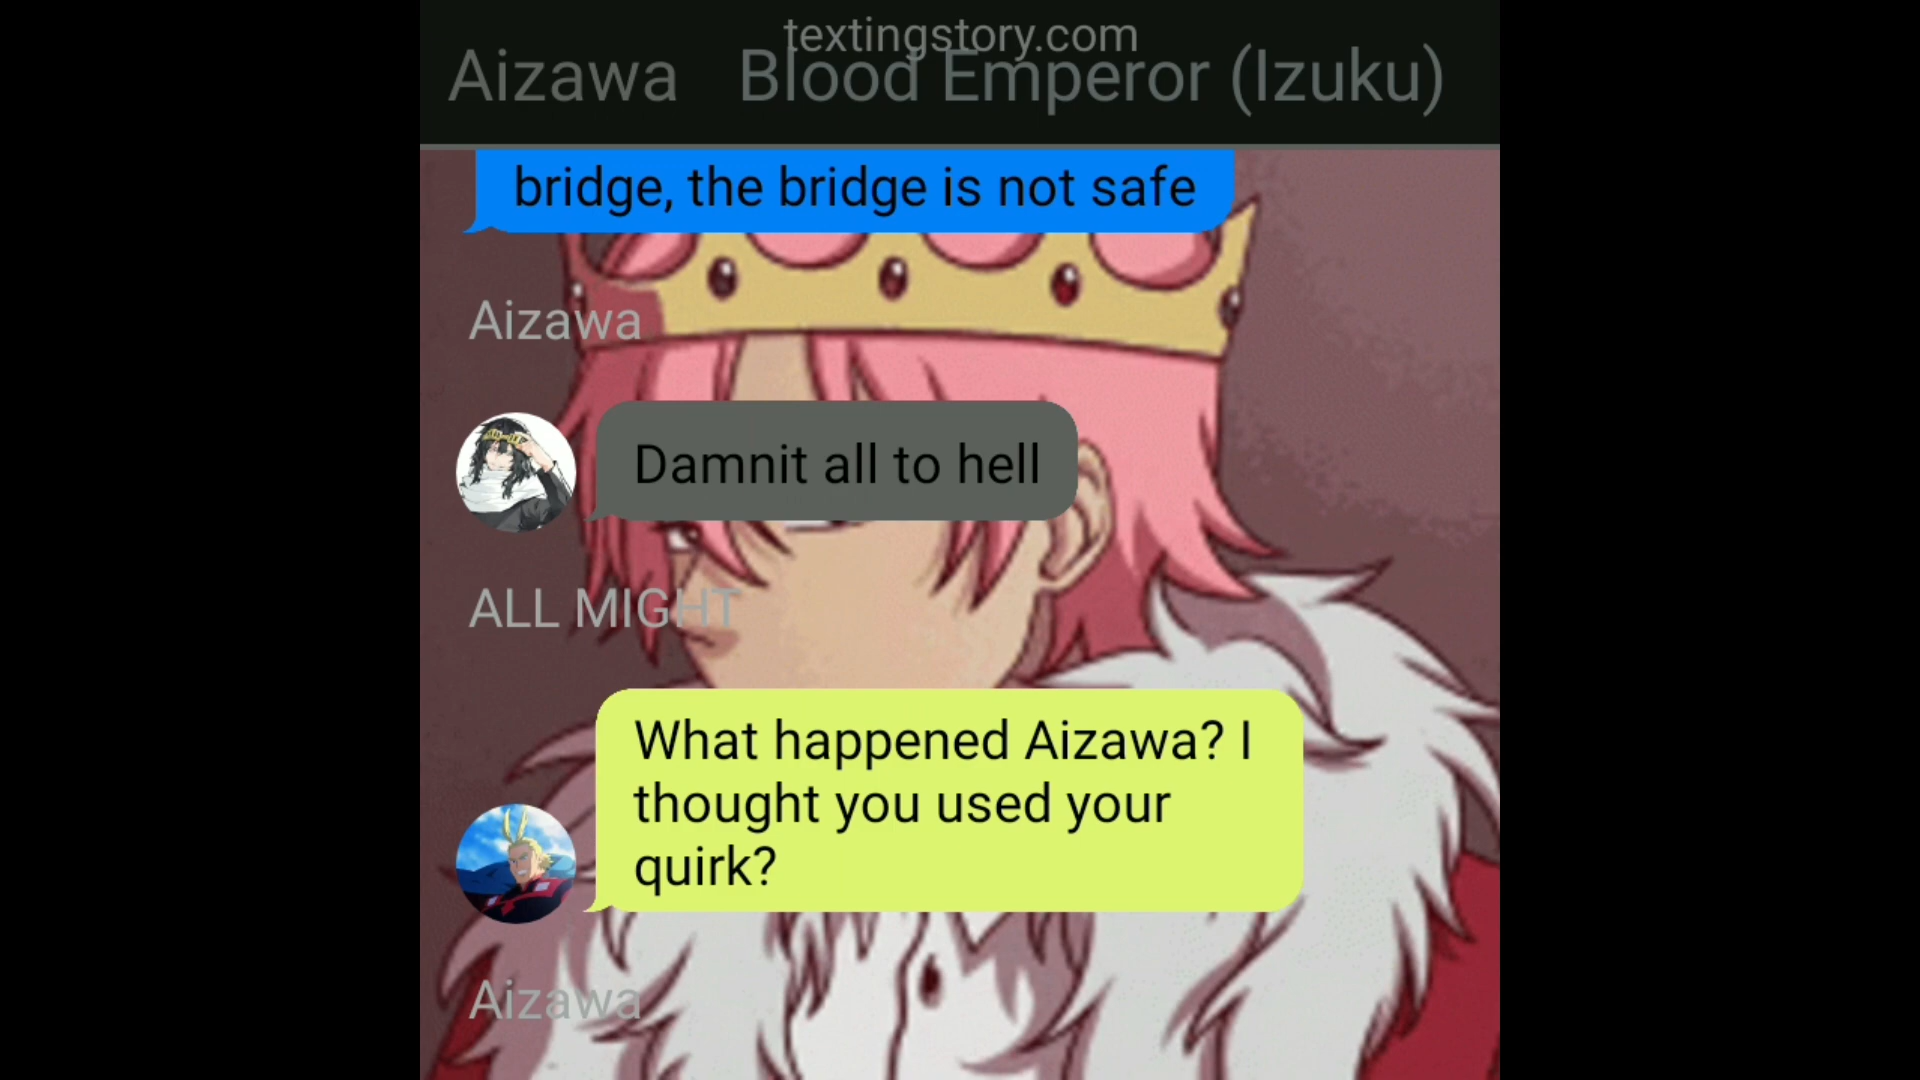 textingstory.com
Aizawa Blood Emperor (Izuku)
bridge, the bridge is not safe
Aizawa
Damnit all to hell
ALL MIGHT
What happened Aizawa? I
thought you used your
quirk?
Aizawa